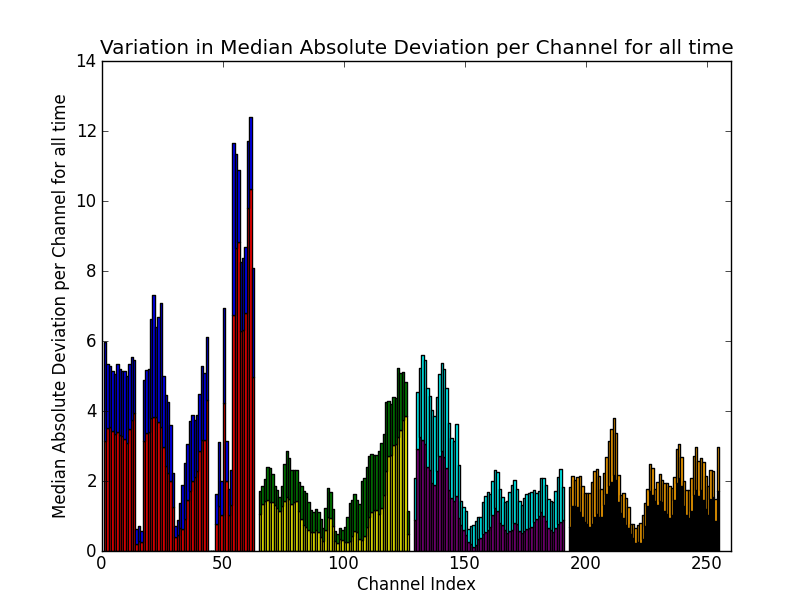 Variation in Median Absolute Deviation per Channel for all time
Median Absolute Deviation per Channel for all time
14
12
10
8
6
4
2
0
0 50 100 150 200 250
Channel Index